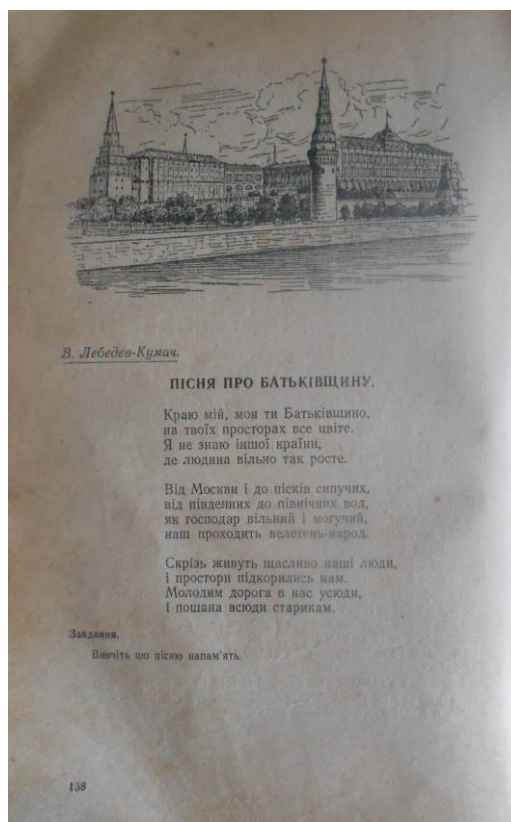 В. Лебедєв-Кумач.
ПІСНЯ ПРО БАТЬКІВЩИНУ.
Краю мій, моя ти Батьківщино,
на твоїх просторах все цвіте.
Я не знаю іншої країни,
де людина вільно так росте.
Від Москви і до пісків сипучих,
від південних до північних вод,
як господар вільний і могучий,
наш проходить велетень-народ.
Скрізь живуть щасливо наші люди,
і простори підкорились нам.
Молодим дорога в нас усюди,
і пошана всюди старикам.
Завдання.
Вивчіть цю пісню напам'ять.
138